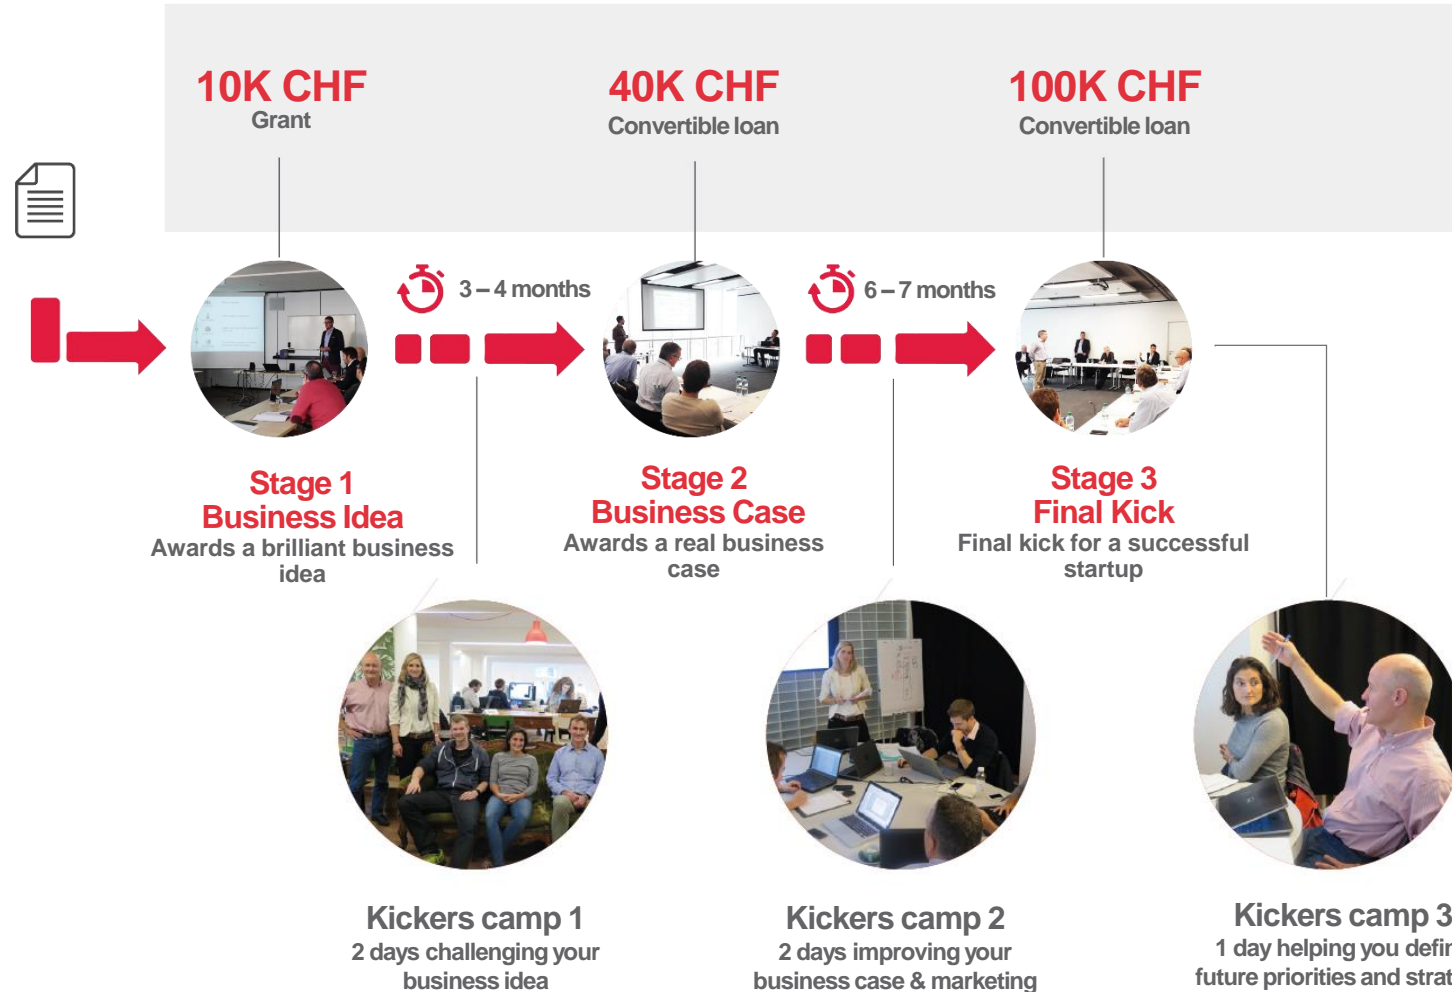 10K CHF
Grant
40K CHF
Convertible loan
100K CHF
Convertible loan
3 – 4 months
6 – 7 months
Stage 1
Business Idea
Awards a brilliant business
idea
Stage 2
Business Case
Awards a real business
case
Stage 3
Final Kick
Final kick for a successful
startup
Kickers camp 1
2 days challenging your
business idea
Kickers camp 2
2 days improving your
business case & marketing
Kickers camp 3
1 day helping you
future priorities and